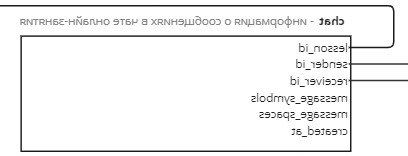 chat - информация о сообщениях в чате онлайн-занятия
lesson_id
sender_id
receiver_id
message_symbols
message_spaces
created_at